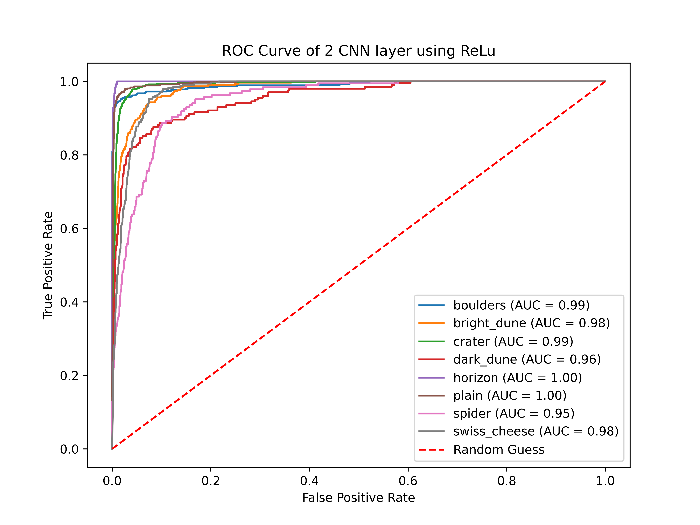 ROC Curve of 2 CNN layer using ReLu
True Positive Rate
1.0
0.8
0.6
0.4
0.2
0.0
0.0 0.2 0.4 0.6 0.8 1.0
False Positive Rate
boulders (AUC = 0.99)
bright_dune (AUC = 0.98)
crater (AUC = 0.99)
dark_dune (AUC = 0.96)
horizon (AUC = 1.00)
plain (AUC = 1.00)
spider (AUC = 0.95)
swiss_cheese (AUC = 0.98)
Random Guess